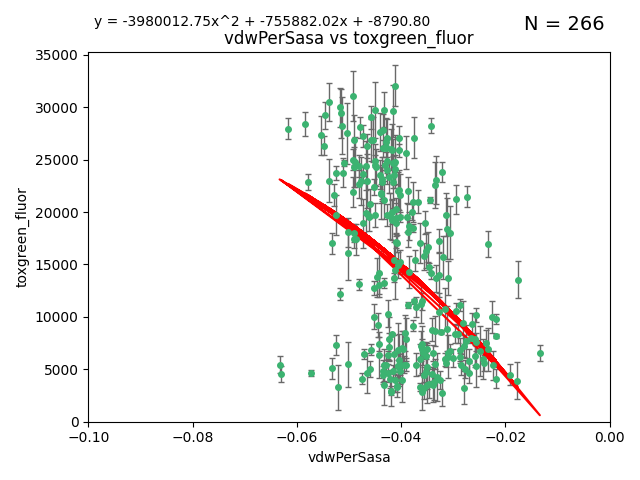 y = -3980012.75x^2 + -755882.02x + -8790.80
N = 266
vdwPerSasa vs toxgreen_fluor
35000
30000
25000
20000
15000
10000
5000
0
toxgreen_fluor
−0.10
−0.08
−0.06
−0.04
−0.02
0.00
vdwPerSasa